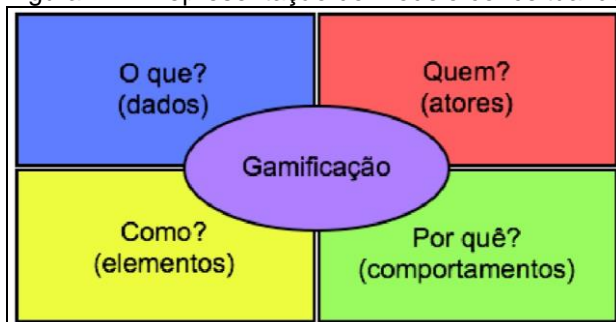 O que?
(dados)
Quem?
(atores)
Gamificação
Como?
(elementos)
Por quê?
(comportamentos)